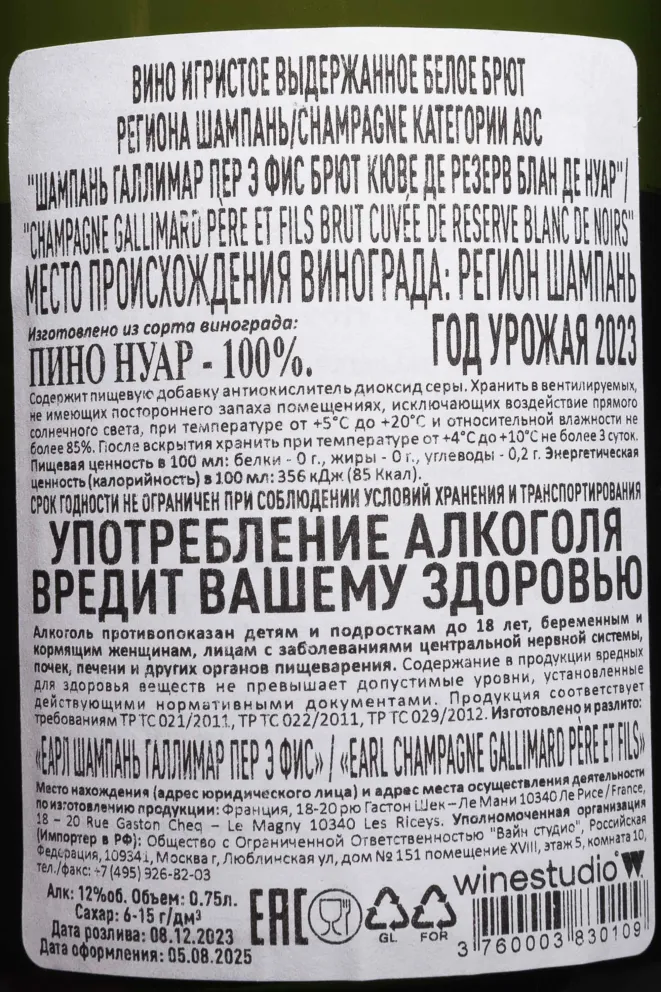 ВИНО ИГРИСТОЕ ВЫДЕРЖАННОЕ БЕЛОЕ БРЮТ
РЕГИОНА ШАМПАНЬ/CHAMPAGNE КАТЕГОРИИ АОС
"ШАМПАНЬ ГАЛЛИМАР ПЕР Э ФИС БРЮТ КЮВЕ ДЕ РЕЗЕРВ БЛАН ДЕ НУАР"/
"CHAMPAGNE GALLIMARD PÈRE ET FILS BRUT CUVÉE DE RESERVE BLANC DE NOIRS"
МЕСТО ПРОИСХОЖДЕНИЯ ВИНОГРАДА: РЕГИОН ШАМПАНЬ
Изготовлено из сорта винограда:
ПИНО НУАР - 100%. ГОД УРОЖАЯ 2023
Содержит пищевую добавку антиокислитель диоксид серы. Хранить в вентилируемых,
не имеющих постороннего запаха помещениях, исключающих воздействие прямого
солнечного света, при температуре от +5°С до +20°С и относительной влажности не
более 85%. После вскрытия хранить при температуре от +4°С до +10°С не более 3 суток.
Пищевая ценность в 100 мл: белки - 0 г., жиры - 0 г., углеводы - 0,2 г. Энергетическая
ценность (калорийность) в 100 мл: 356 кДж (85 Ккал).
СРОК ГОДНОСТИ НЕ ОГРАНИЧЕН ПРИ СОБЛЮДЕНИИ УСЛОВИЙ ХРАНЕНИЯ И ТРАНСПОРТИРОВАНИЯ
УПОТРЕБЛЕНИЕ АЛКОГОЛЯ
ВРЕДИТ ВАШЕМУ ЗДОРОВЬЮ
Алкоголь противопоказан детям и подросткам до 18 лет, беременным и
кормящим женщинам, лицам с заболеваниями центральной нервной системы,
почек, печени и других органов пищеварения. Содержание в продукции вредных
для здоровья веществ не превышает допустимые уровни, установленные
действующими нормативными документами. Продукция соответствует
требованиям ТР ТС 021/2011, ТР ТС 022/2011, ТР ТС 029/2012. Изготовлено и разлито:
«ЕАРЛ ШАМПАНЬ ГАЛЛИМАР ПЕР Э ФИС» / «EARL CHAMPAGNE GALLIMARD PÈRE ET FILS»
Место нахождения (адрес юридического лица) и адрес места осуществления деятельности
по изготовлению продукции: Франция, 18-20 рю Гастон Шек – Ле Мани 10340 Ле Рисе/France,
18 – 20 Rue Gaston Cheq – Le Magny 10340 Les Riceys. Уполномоченная организация
(Импортер в РФ): Общество с Ограниченной Ответственностью "Вайн студио", Российская
Федерация, 109341, Москва г, Люблинская ул, дом № 151 помещение XVIII, этаж 5, комната 10,
тел./факс: +7 (495) 926-82-03
winestudio W
Алк: 12%об. Объем: 0.75л.
Сахар: 6-15 г/дм³
Дата розлива: 08.12.2023
Дата оформления: 05.08.2025
EAC
GL FOR
3 760003 830109